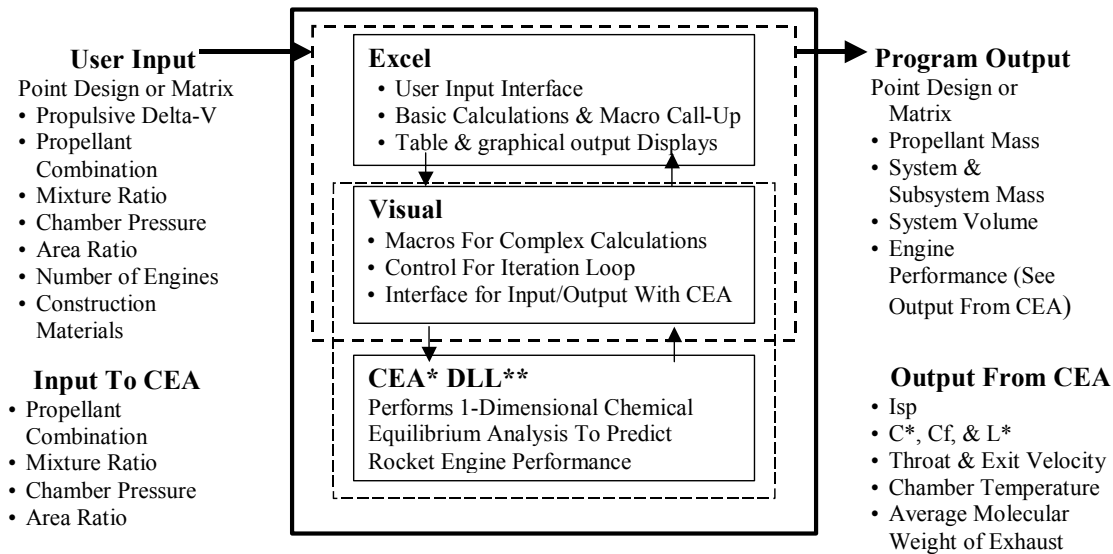 User Input
Point Design or Matrix
• Propulsive Delta-V
• Propellant
Combination
• Mixture Ratio
• Chamber Pressure
• Area Ratio
• Number of Engines
• Construction
Materials
Input To CEA
• Propellant
Combination
• Mixture Ratio
• Chamber Pressure
• Area Ratio
Excel
• User Input Interface
• Basic Calculations & Macro Call-Up
• Table & graphical output Displays
Visual
• Macros For Complex Calculations
• Control For Iteration Loop
• Interface for Input/Output With CEA
CEA* DLL**
Performs 1-Dimensional Chemical
Equilibrium Analysis To Predict
Rocket Engine Performance
Program Output
Point Design or
Matrix
• Propellant Mass
• System &
Subsystem Mass
• System Volume
• Engine
Performance (See
Output From CEA)
Output From CEA
• Isp
• C*, Cf, & L*
• Throat & Exit Velocity
• Chamber Temperature
• Average Molecular
Weight of Exhaust